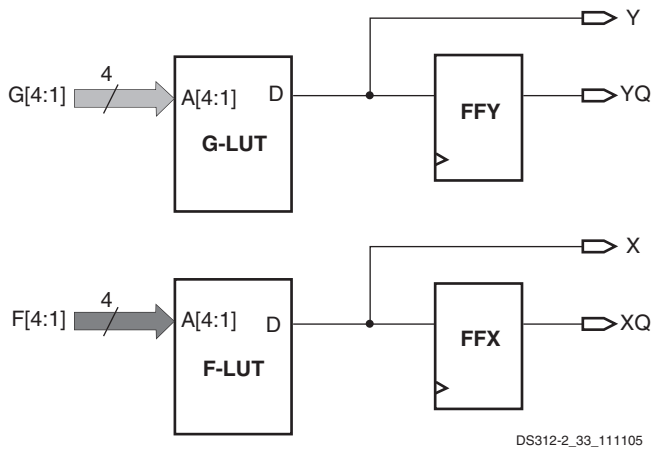 Y
4
G[4:1]
A[4:1]
D
YQ
FFY
G-LUT
X
4
F[4:1]
A[4:1]
D
XQ
FFX
F-LUT
DS312-2_33_111105